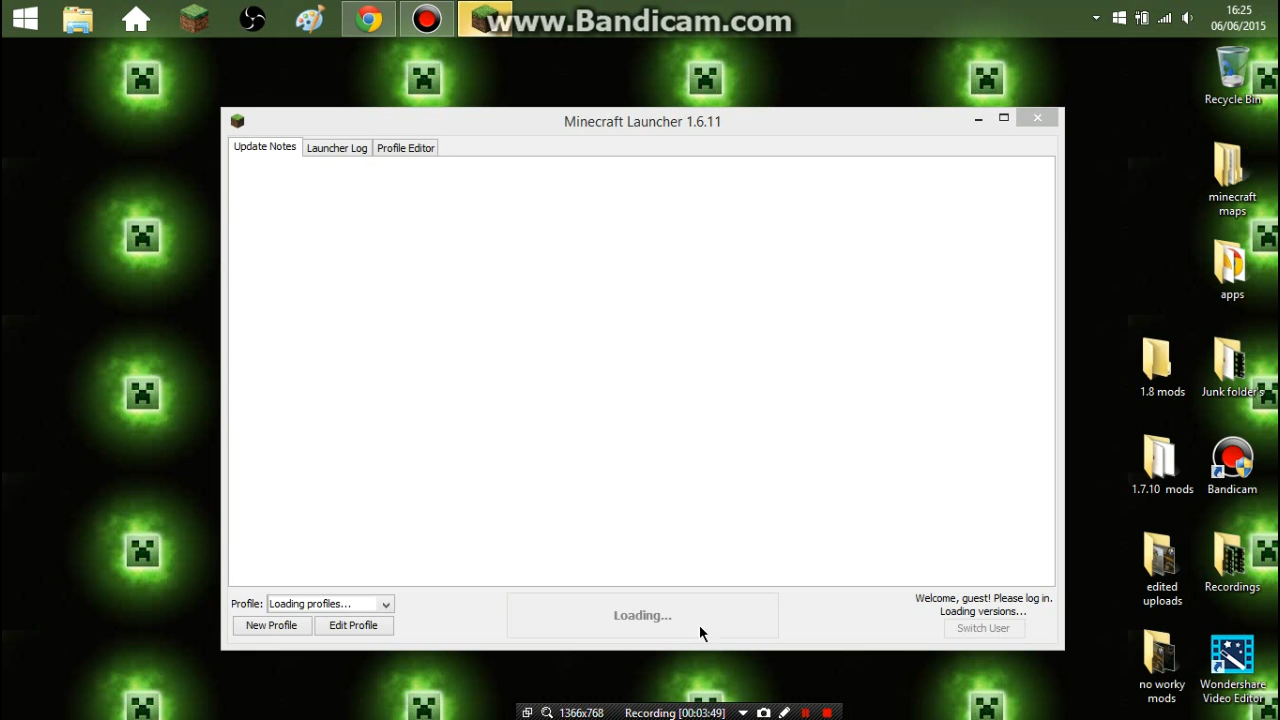 www.Bandicam.com
16:25
06/06/2015
Recycle Bin
Minecraft Launcher 1.6.11
Update Notes
Launcher Log
Profile Editor
minecraft
maps
apps
1.8 mods
Junk folders
1.7.10 mods
Bandicam
edited
uploads
Recordings
Profile:
Loading profiles...
New Profile
Edit Profile
Loading...
Welcome, guest! Please log in.
Loading versions...
Switch User
no worky
mods
Wondershare
Video Editor
1366x768
Recording [00:03:49]